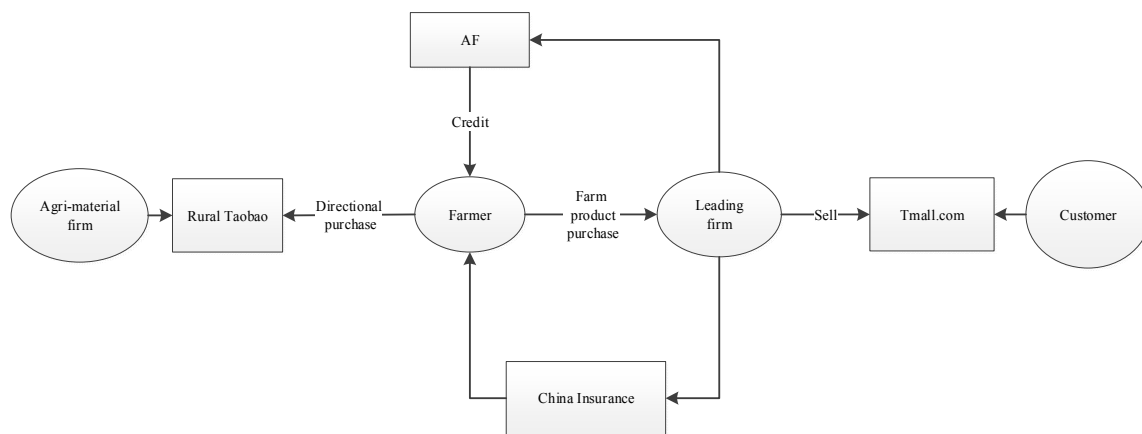 AF
Credit
Agri-material
firm
Rural Taobao
Directional
purchase
Farmer
Farm
product
purchase
Leading
firm
Sell
Tmall.com
Customer
China Insurance